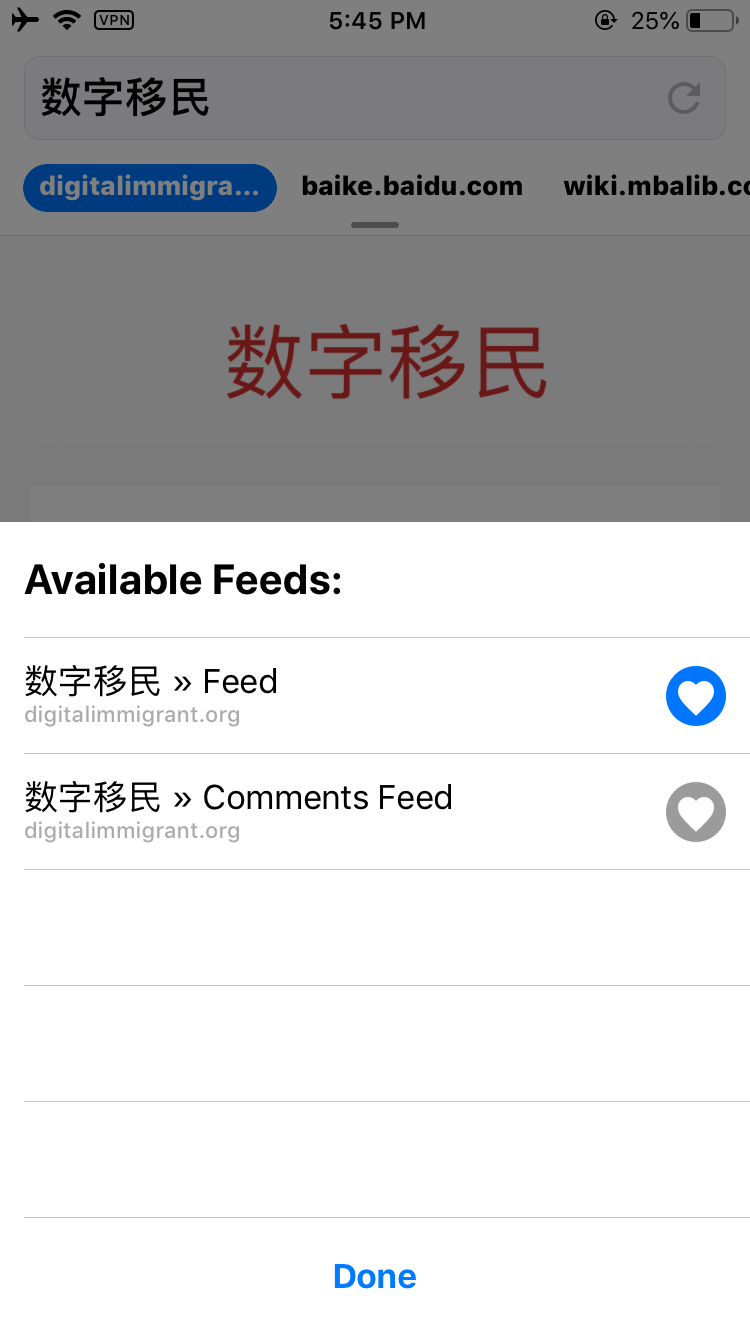 VPN 5:45 PM 25%
数字移民
digitalimmigra... baike.baidu.com wiki.mbalib.co
数字移民
Available Feeds:
数字移民 » Feed
digitalimmigrant.org
数字移民 » Comments Feed
digitalimmigrant.org
Done